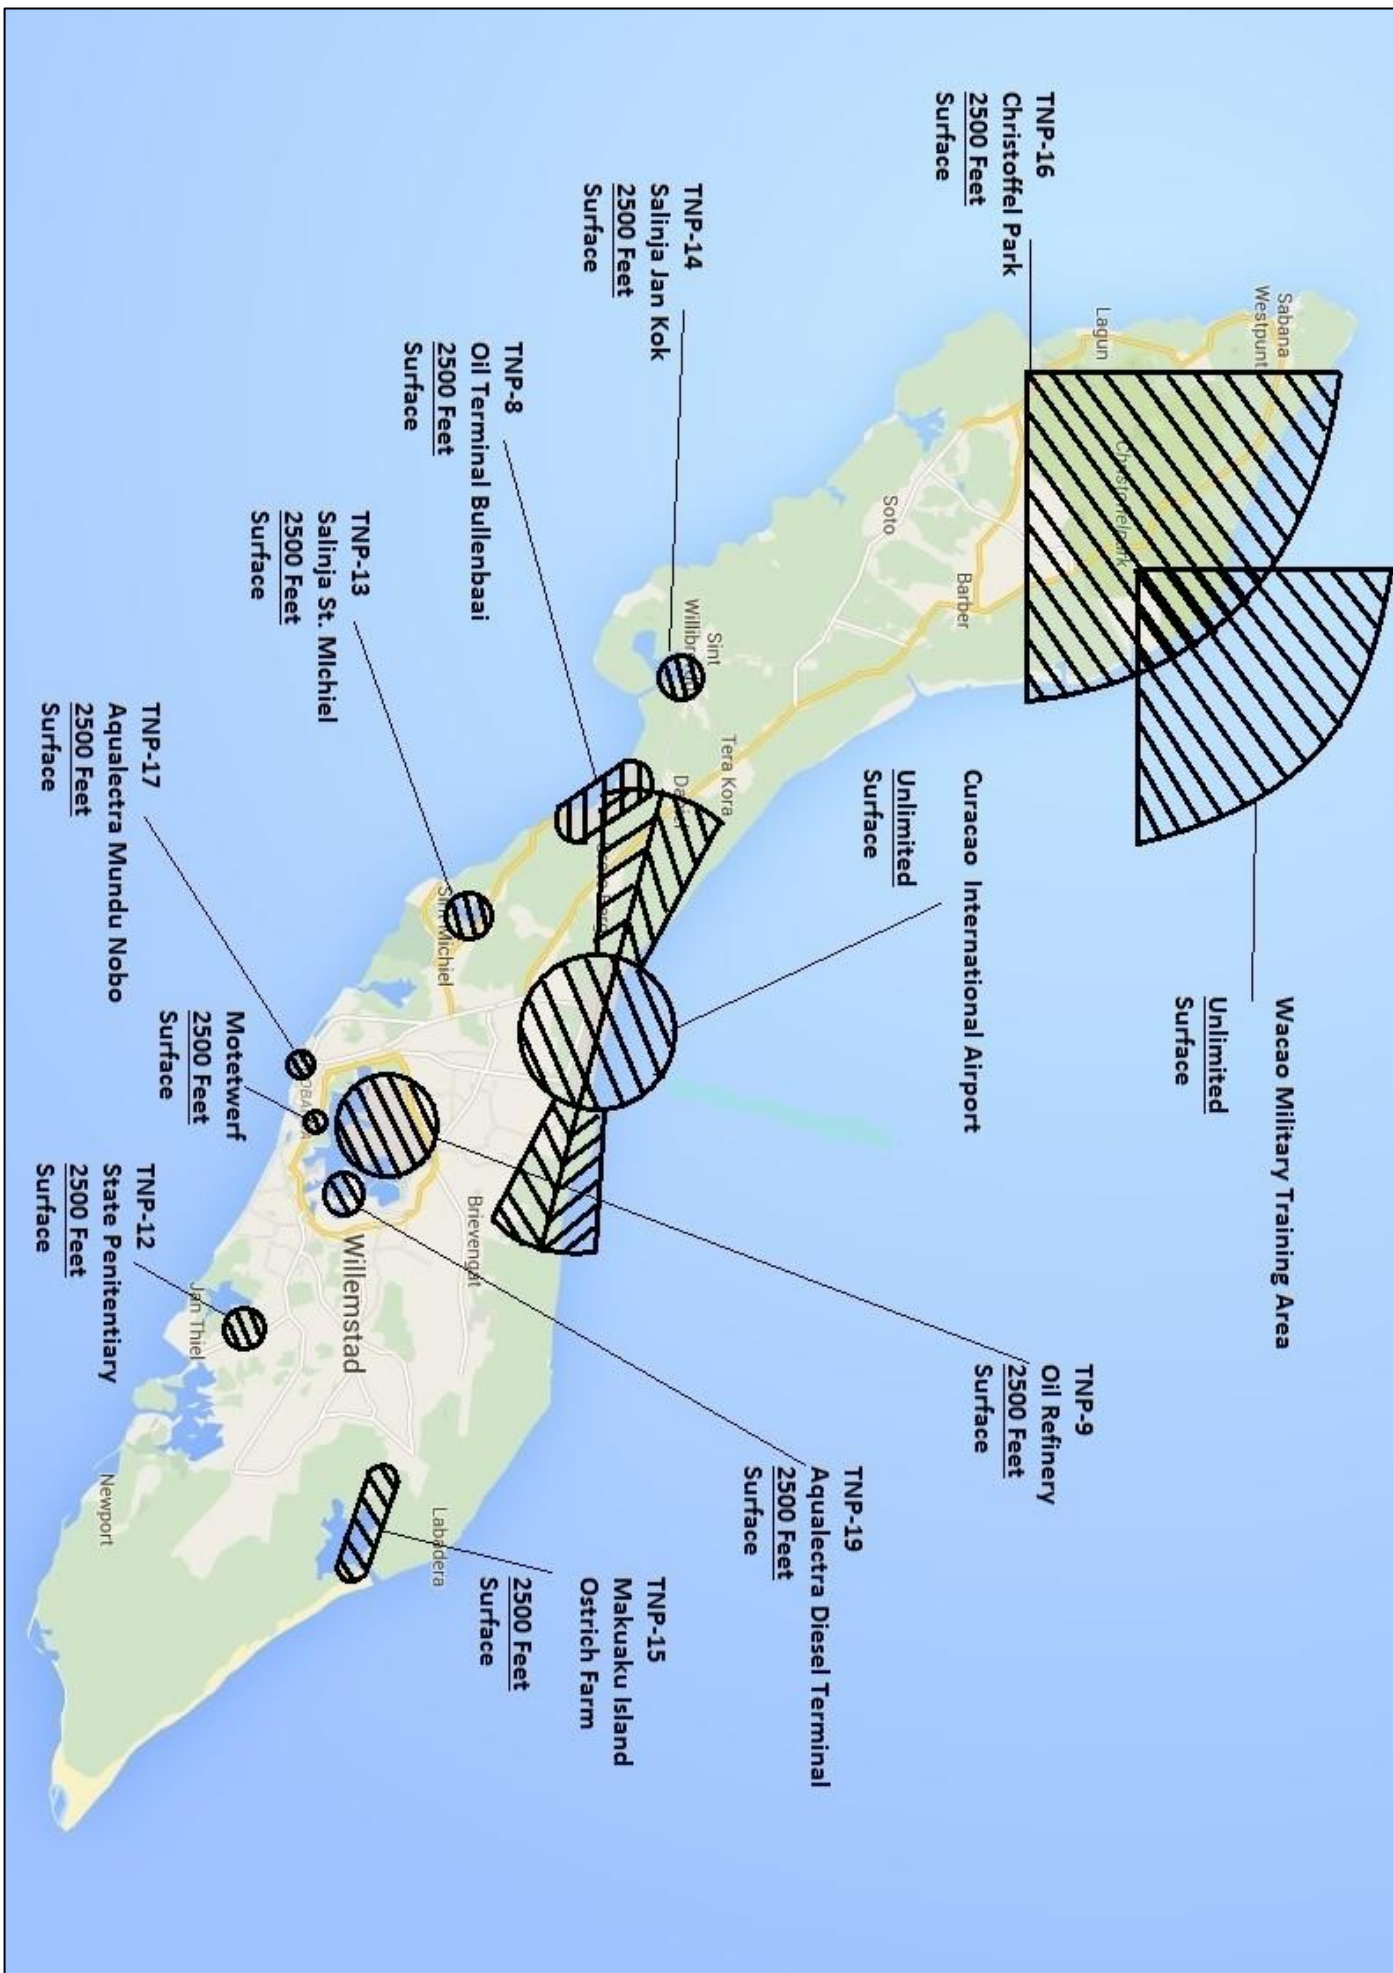 TNP-16
Christoffel Park
2500 Feet
Surface
TNP-14
Salinja Jan Kok
2500 Feet
Surface
TNP-8
Oil Terminal Bullenbaai
2500 Feet
Surface
TNP-13
Salinja St. MIchiel
2500 Feet
Surface
TNP-17
Aqualectra Mundu Nobo
2500 Feet
Surface
Motetwerf
2500 Feet
Surface
TNP-12
State Penitentiary
2500 Feet
Surface
Wacao Military Training Area
Unlimited
Surface
Curacao International Airport
Unlimited
Surface
TNP-9
Oil Refinery
2500 Feet
Surface
TNP-19
Aqualectra Diesel Terminal
2500 Feet
Surface
TNP-15
Makuaku Island
Ostrich Farm
2500 Feet
Surface
Sabana
Westpunt
Lagun
Christoffelpark
Soto
Barber
Sint
Tera Kora
Sint Michiel
Brievengat
Willemstad
Jan Thiel
Newport
Labadera